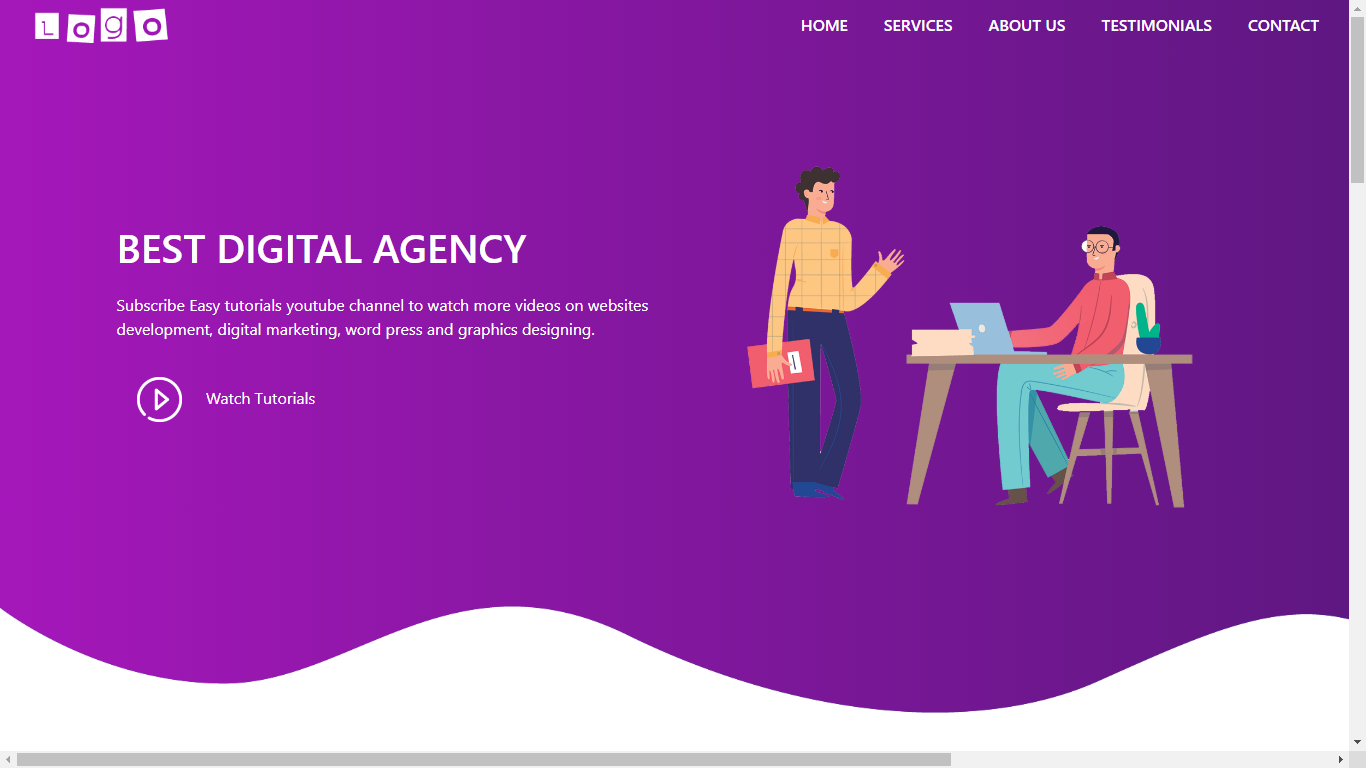 Logo
HOME SERVICES ABOUT US TESTIMONIALS CONTACT
BEST DIGITAL AGENCY
Subscribe Easy tutorials youtube channel to watch more videos on websites
development, digital marketing, word press and graphics designing.
Watch Tutorials